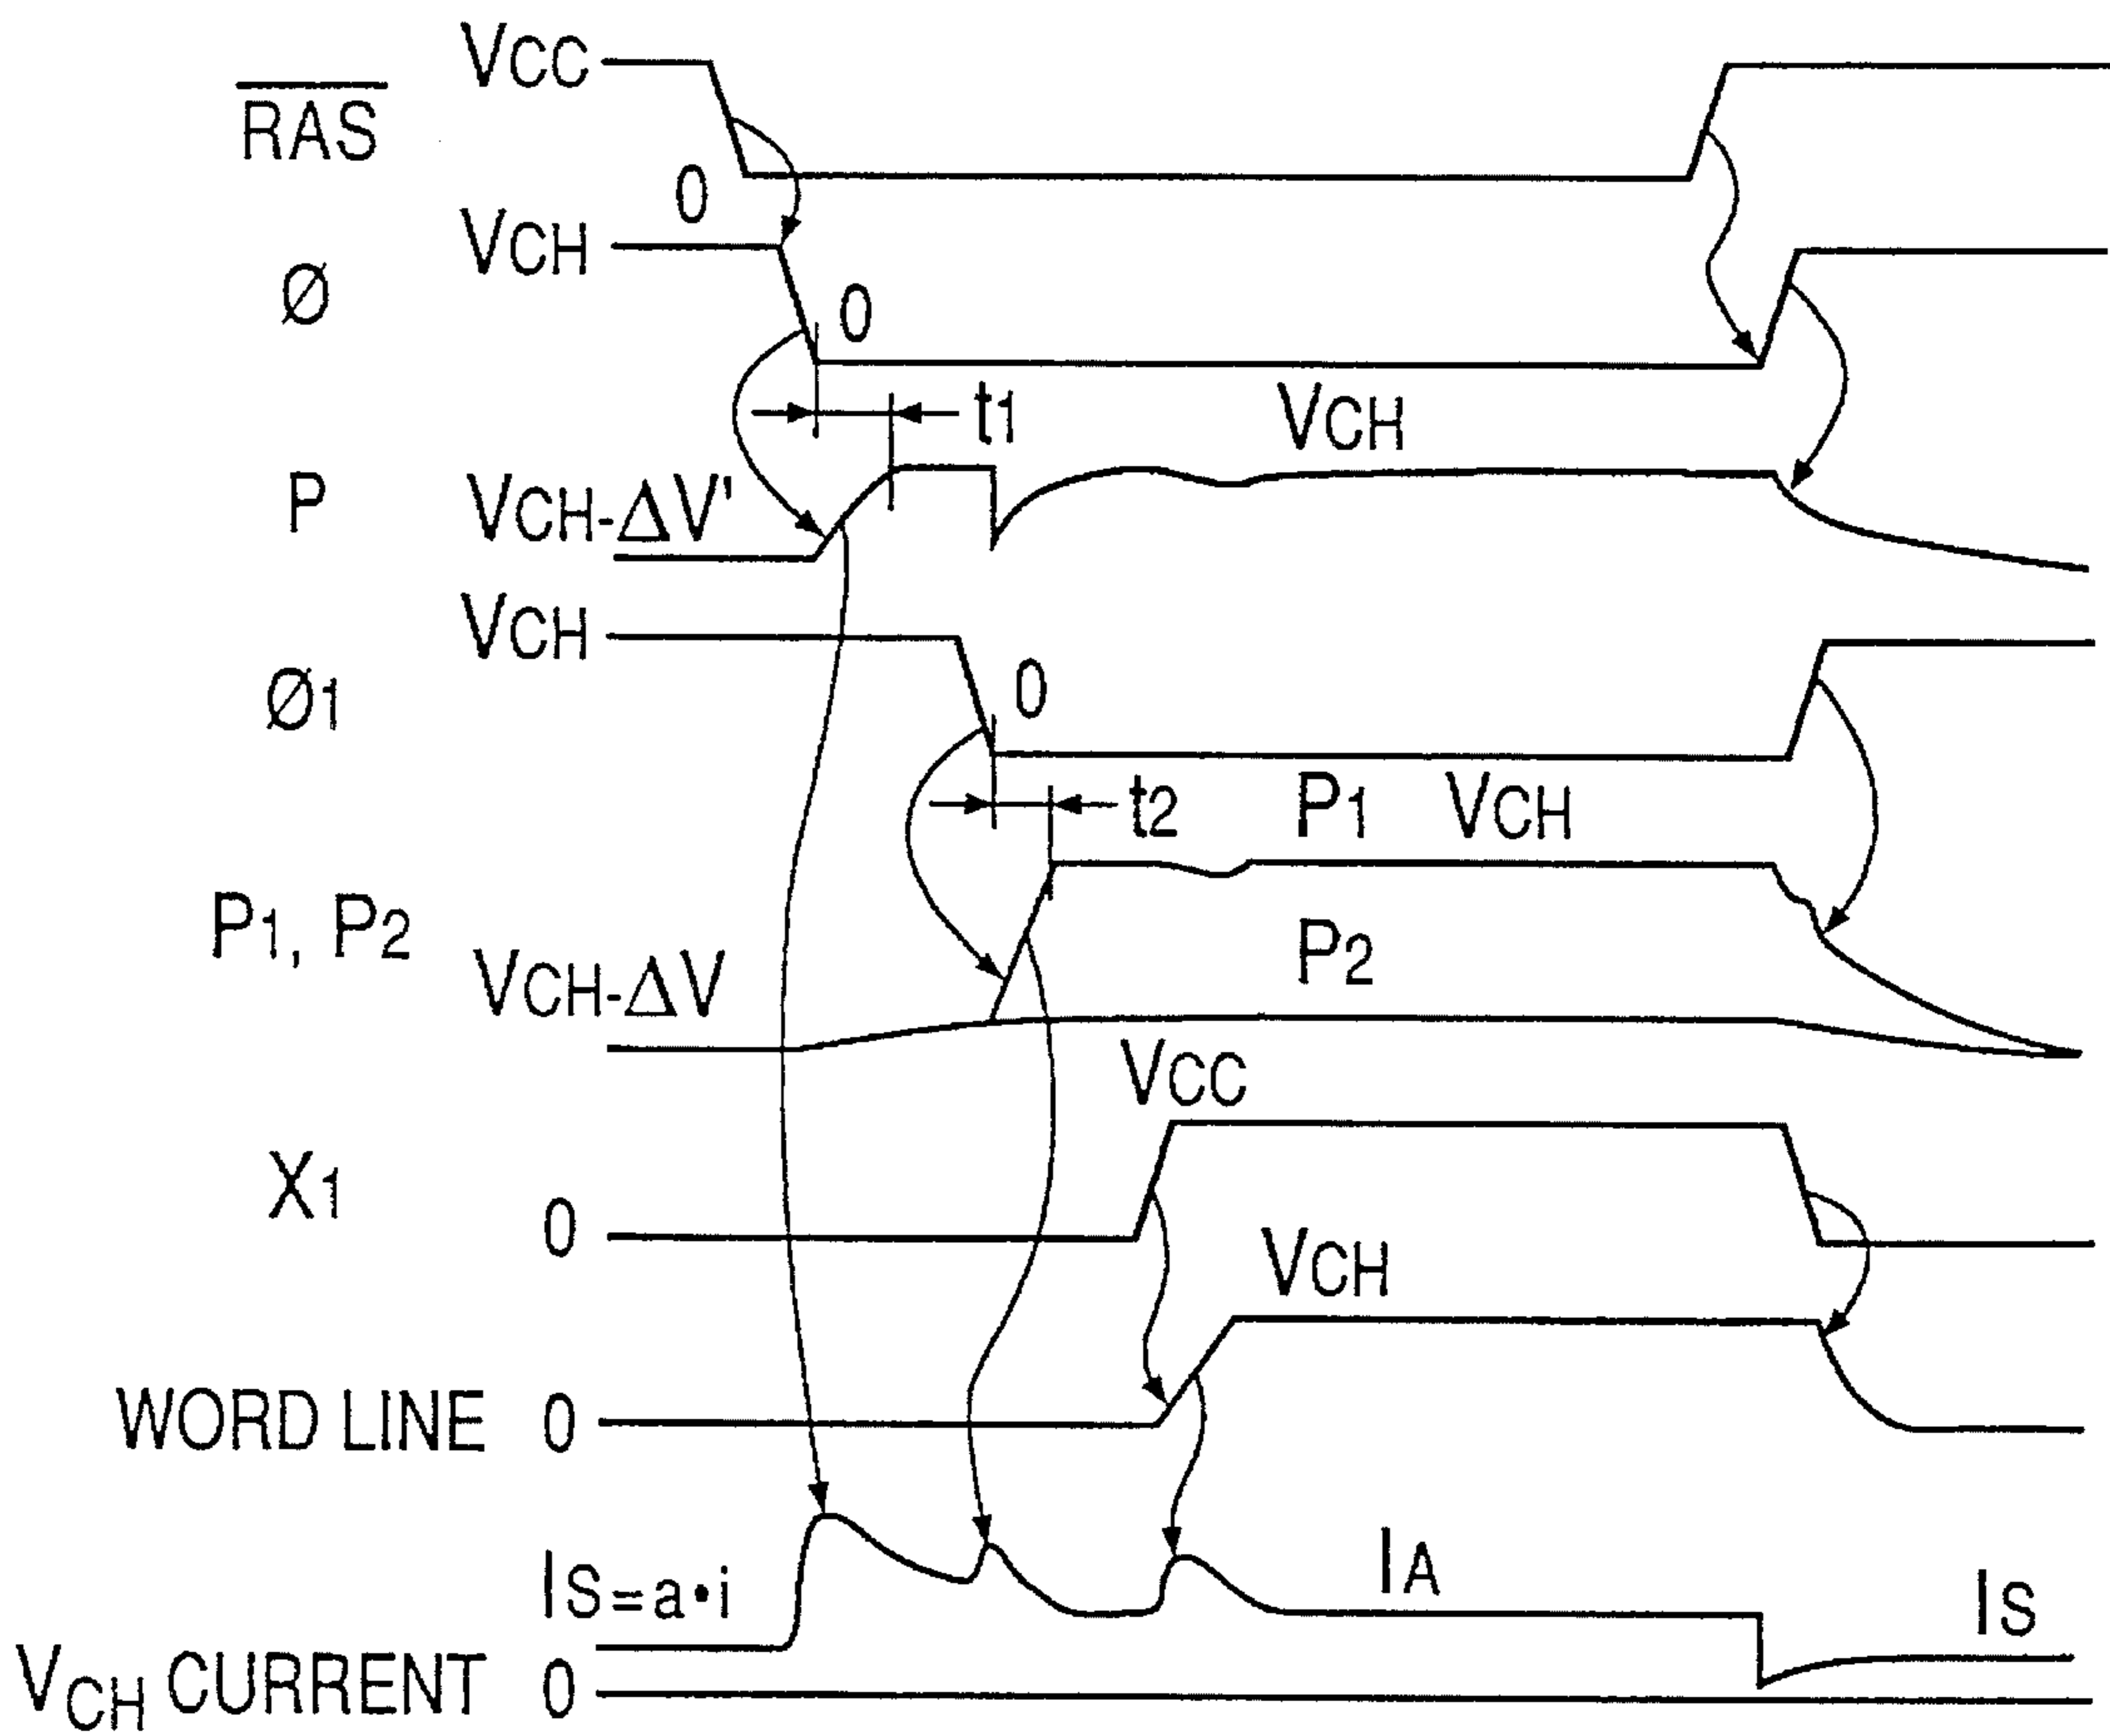 VCC
RAS
0
VCH
Ø
0
t1
VCH
P
VCH-ΔV'
VCH
Ø1
0
t2
P1
VCH
P1, P2
P2
VCH-ΔV
VCC
X1
0
VCH
WORD LINE
0
IS=a•i
IA
IS
VCH CURRENT
0